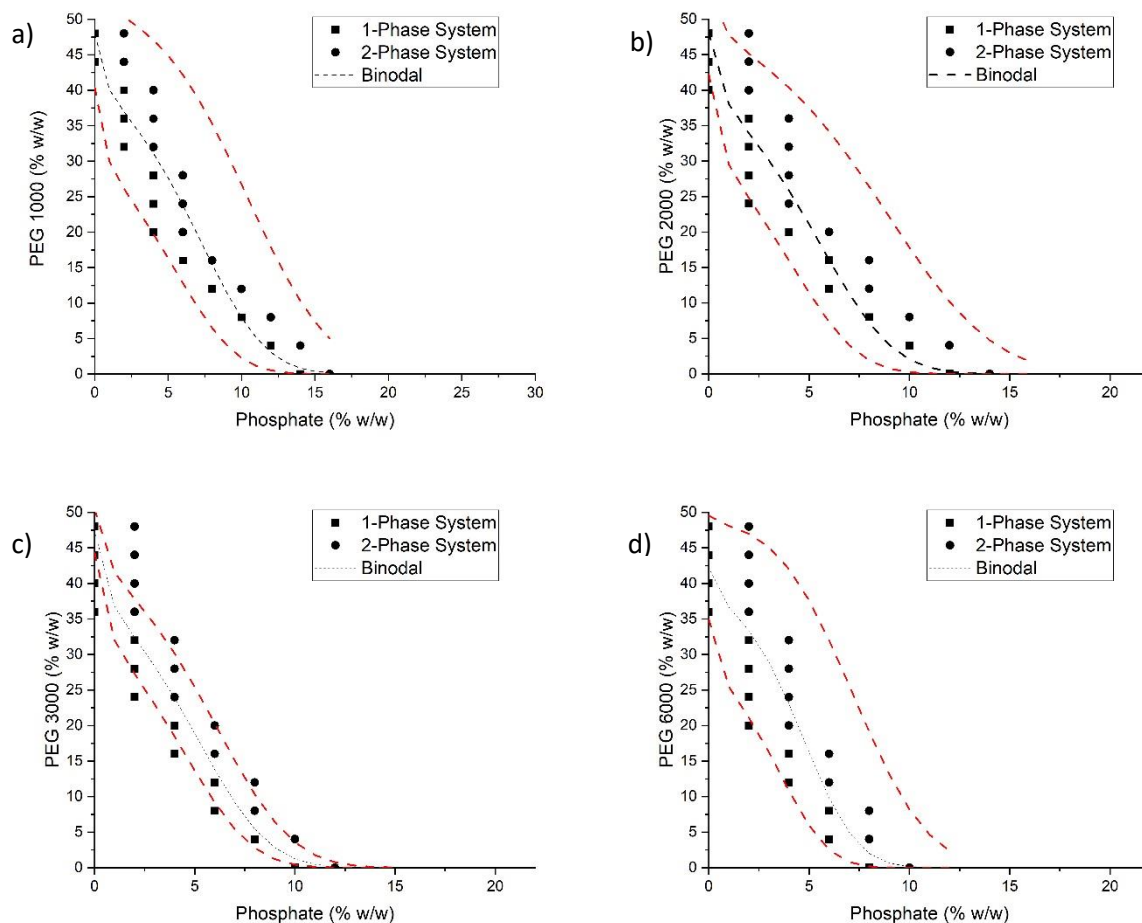 a)
50
45
40
35
30
25
20
15
10
5
0
PEG 1000 (% w/w)
1-Phase System
2-Phase System
Binodal
0 5 10 15 20 25 30
Phosphate (% w/w)
b)
50
45
40
35
30
25
20
15
10
5
0
PEG 2000 (% w/w)
1-Phase System
2-Phase System
Binodal
0 5 10 15 20
Phosphate (% w/w)
c)
50
45
40
35
30
25
20
15
10
5
0
PEG 3000 (% w/w)
1-Phase System
2-Phase System
Binodal
0 5 10 15 20
Phosphate (% w/w)
d)
50
45
40
35
30
25
20
15
10
5
0
PEG 6000 (% w/w)
1-Phase System
2-Phase System
Binodal
0 5 10 15 20
Phosphate (% w/w)